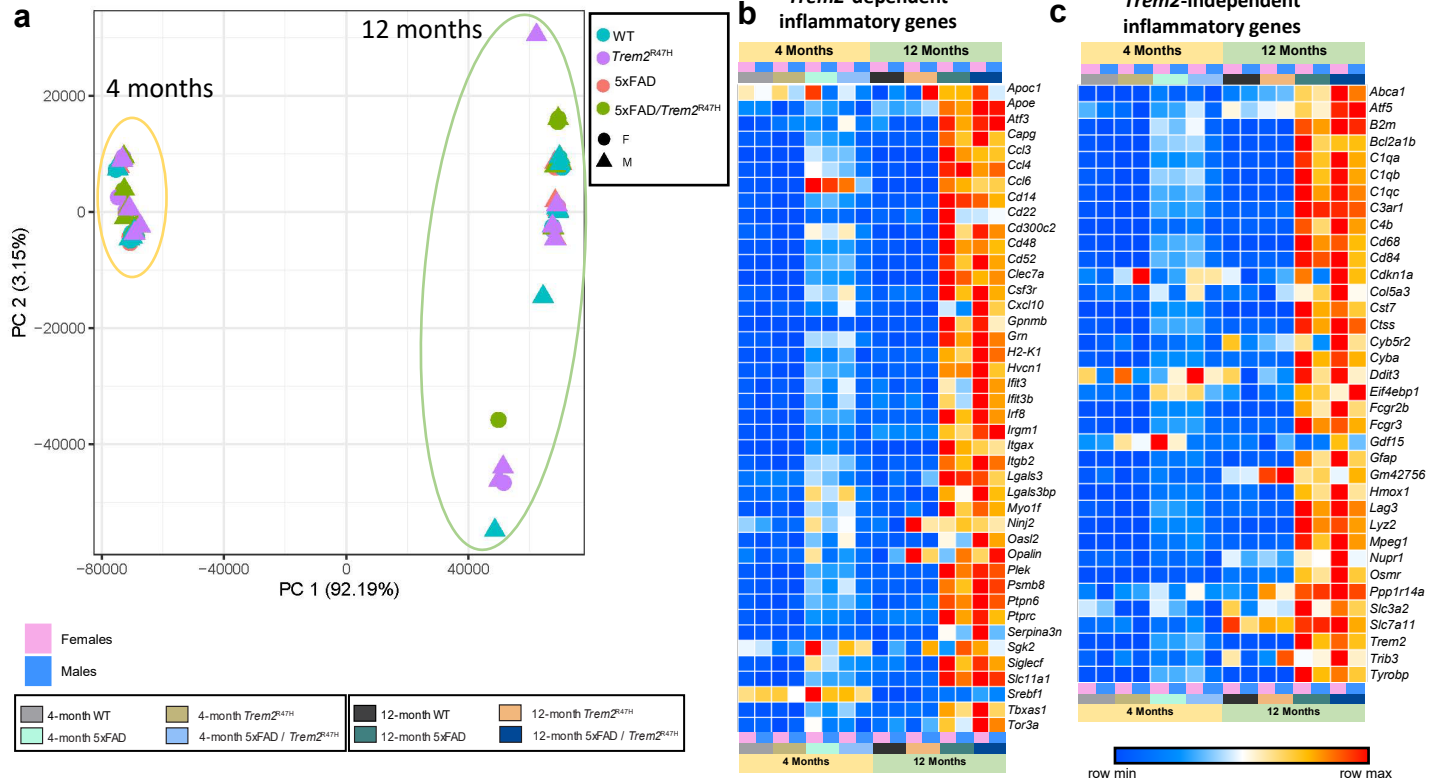 a
12 months
4 months
20000
0
−20000
−40000
PC 2 (3.15%)
−80000
−40000
0
40000
PC 1 (92.19%)
WT
Trem2R47H
5xFAD
5xFAD/Trem2R47H
F
M
Females
Males
4-month WT
4-month Trem2R47H
4-month 5xFAD
4-month 5xFAD / Trem2R47H
12-month WT
12-month Trem2R47H
12-month 5xFAD
12-month 5xFAD / Trem2R47H
b
Trem2-dependent
inflammatory genes
4 Months
12 Months
Apoc1
Apoe
Atf3
Capg
Ccl3
Ccl4
Ccl6
Cd14
Cd22
Cd300c2
Cd48
Cd52
Clec7a
Csf3r
Cxcl10
Gpnmb
Grn
H2-K1
Hvcn1
Ifit3
Ifit3b
Irf8
Irgm1
Itgax
Itgb2
Lgals3
Lgals3bp
Myo1f
Ninj2
Oasl2
Opalin
Plek
Psmb8
Ptpn6
Ptprc
Serpina3n
Sgk2
Siglecf
Slc11a1
Srebf1
Tbxas1
Tor3a
4 Months
12 Months
c
Trem2-independent
inflammatory genes
4 Months
12 Months
Abca1
Atf5
B2m
Bcl2a1b
C1qa
C1qb
C1qc
C3ar1
C4b
Cd68
Cd84
Cdkn1a
Col5a3
Cst7
Ctss
Cyb5r2
Cyba
Ddit3
Eif4ebp1
Fcgr2b
Fcgr3
Gdf15
Gfap
Gm42756
Hmox1
Lag3
Lyz2
Mpeg1
Nupr1
Osmr
Ppp1r14a
Slc3a2
Slc7a11
Trem2
Trib3
Tyrobp
4 Months
12 Months
row min
row max